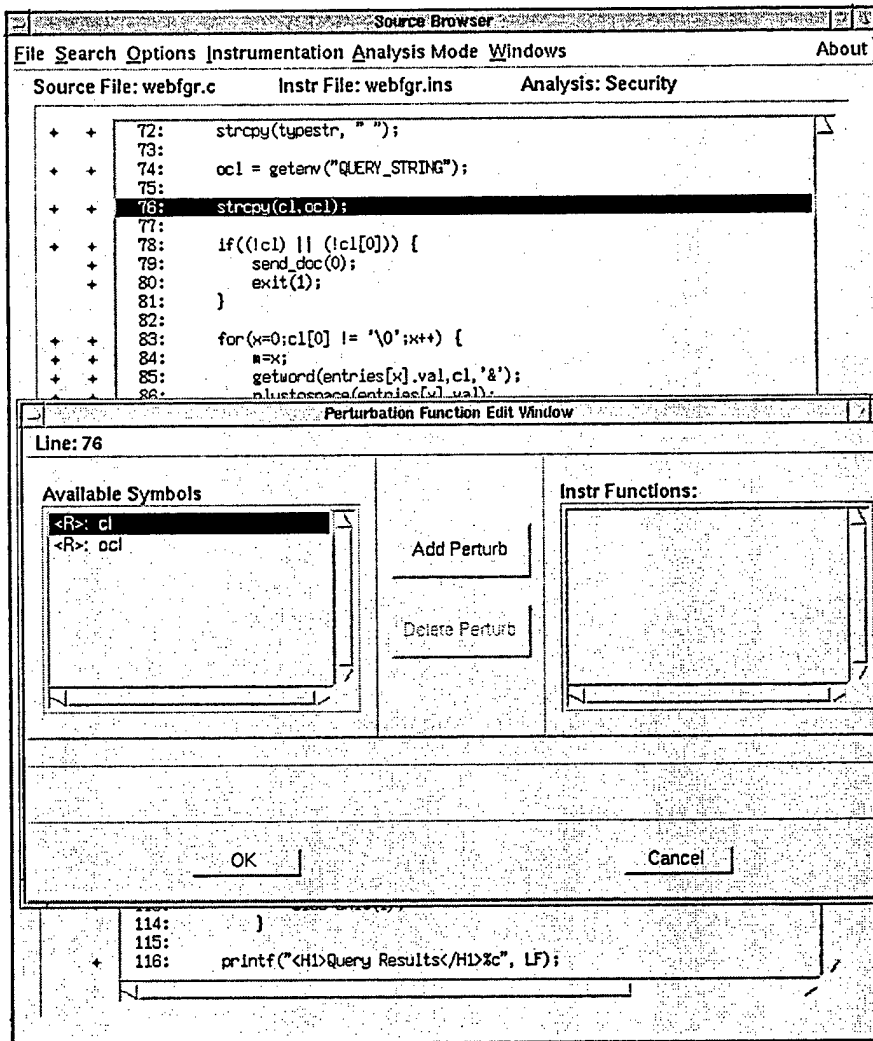 Source Browser
File Search Options Instrumentation Analysis Mode Windows About
Source File: webfgr.c Instr File: webfgr.ins Analysis: Security
+ + 72: strcpy(typestr, " ");
73:
+ + 74: ocl = getenv("QUERY_STRING");
75:
+ + 76: strcpy(cl,ocl);
77:
+ + 78: if((!cl) || (!cl[0])) {
+ 79: send_doc(0);
+ 80: exit(1);
81: }
82:
+ + 83: for(x=0;cl[0] != '\0';x++) {
+ + 84: m=x;
+ + 85: getword(entries[x].val,cl,'&');
+ + 86: plustospace(entries[x].val);
Perturbation Function Edit Window
Line: 76
Available Symbols
Instr Functions:
<R>: cl
<R>: ocl
Add Perturb
Delete Perturb
OK Cancel
114: }
115:
+ 116: printf("<H1>Query Results</H1>%c", LF);